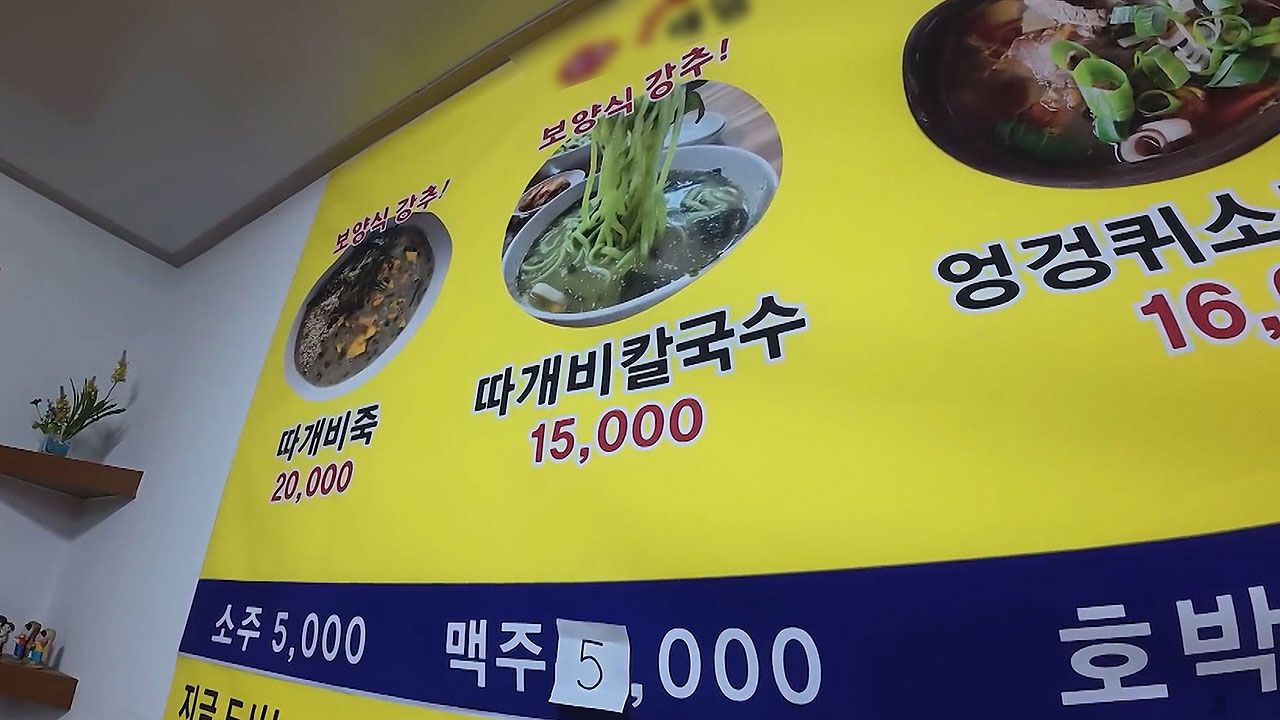 보양식 강추!
따개비죽
20,000
보양식 강추!
따개비칼국수
15,000
엉겅퀴소
16,
소주 5,000
맥주 5,000
호박
지금